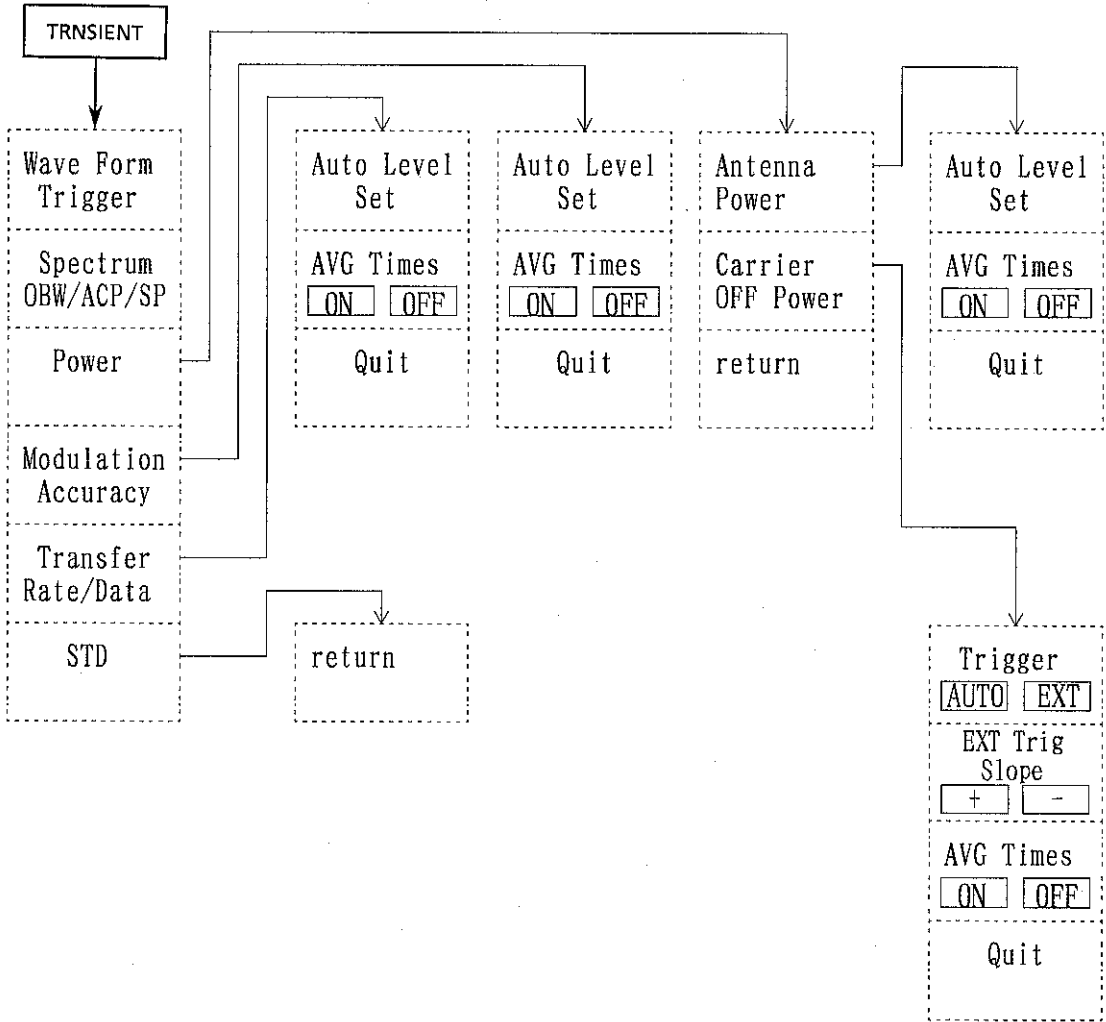 TRNSIENT
Wave Form
Trigger
Spectrum
OBW/ACP/SP
Power
Modulation
Accuracy
Transfer
Rate/Data
STD
Auto Level
Set
AVG Times
ON OFF
Quit
return
Auto Level
Set
AVG Times
ON OFF
Quit
Antenna
Power
Carrier
OFF Power
return
Auto Level
Set
AVG Times
ON OFF
Quit
Trigger
AUTO EXT
EXT Trig
Slope
+ -
AVG Times
ON OFF
Quit